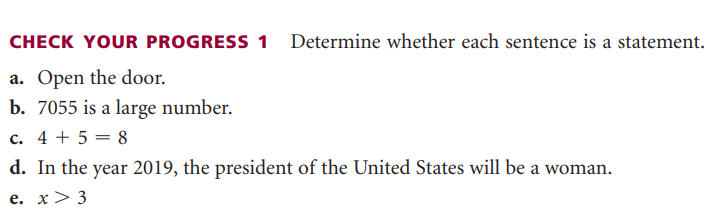 CHECK YOUR PROGRESS 1 Determine whether each sentence is a statement.
a. Open the door.
b. 7055 is a large number.
c. 4 + 5 = 8
d. In the year 2019, the president of the United States will be a woman.
e. x > 3